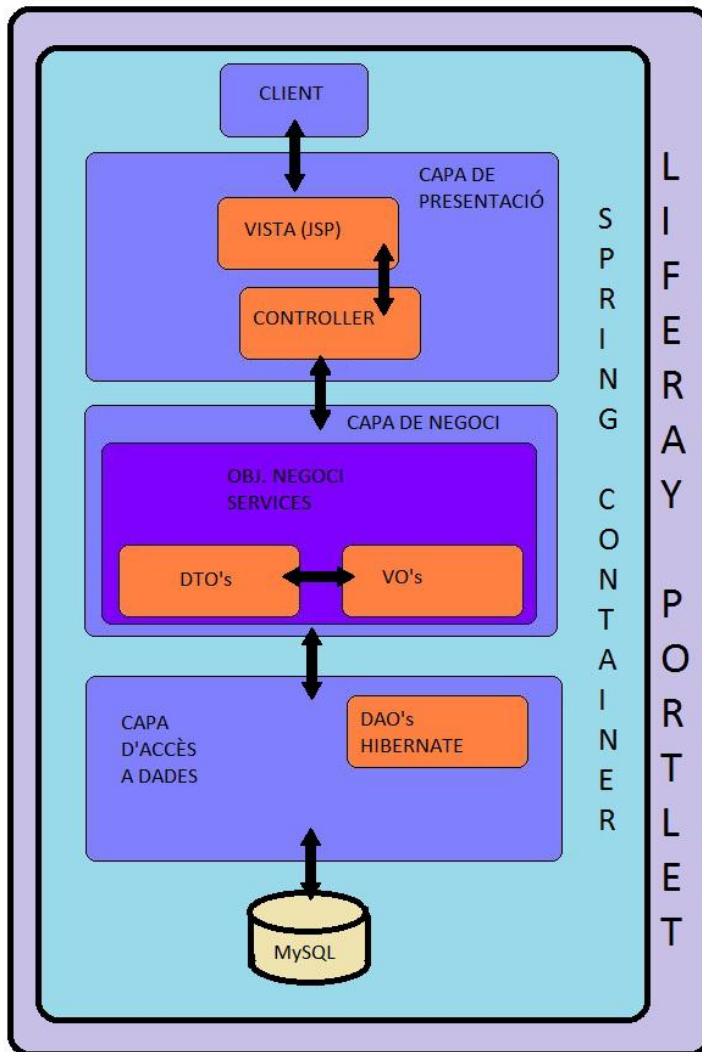 CLIENT
CAPA DE
PRESENTACIÓ
VISTA (JSP)
CONTROLLER
CAPA DE NEGOCI
OBJ. NEGOCI
SERVICES
DTO's
VO's
CAPA
D'ACCÈS
A DADES
DAO's
HIBERNATE
MySQL
SPRING CONTAINER
LIFERAY PORTLET